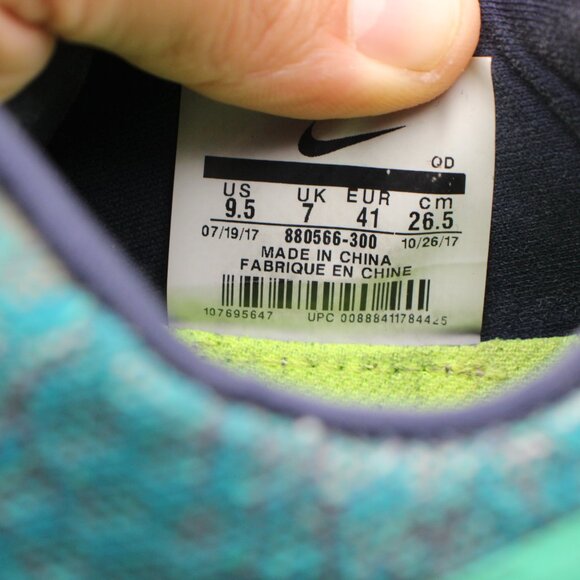 QD
US UK EUR cm
9.5 7 41 26.5
07/19/17 880566-300 10/26/17
MADE IN CHINA
FABRIQUE EN CHINE
107695647 UPC 00888411784425